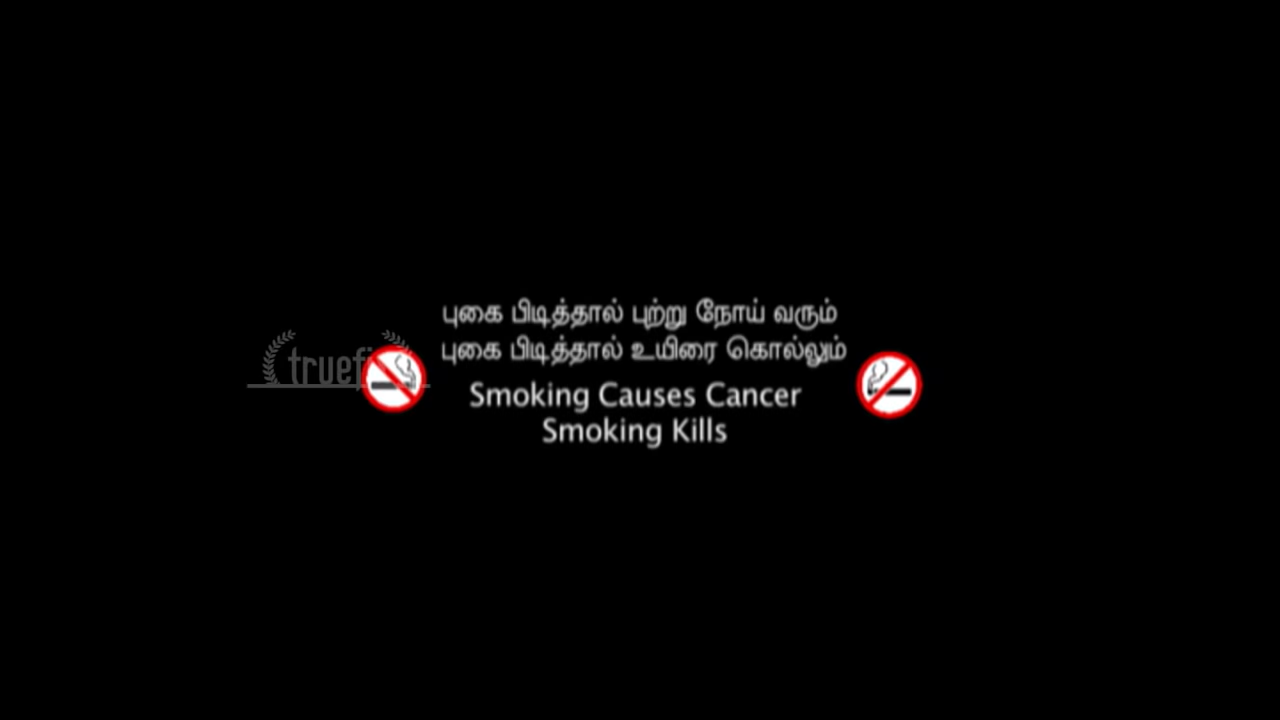 புகை பிடித்தால் புற்று நோய் வரும்
புகை பிடித்தால் உயிரை கொல்லும்
Smoking Causes Cancer
Smoking Kills